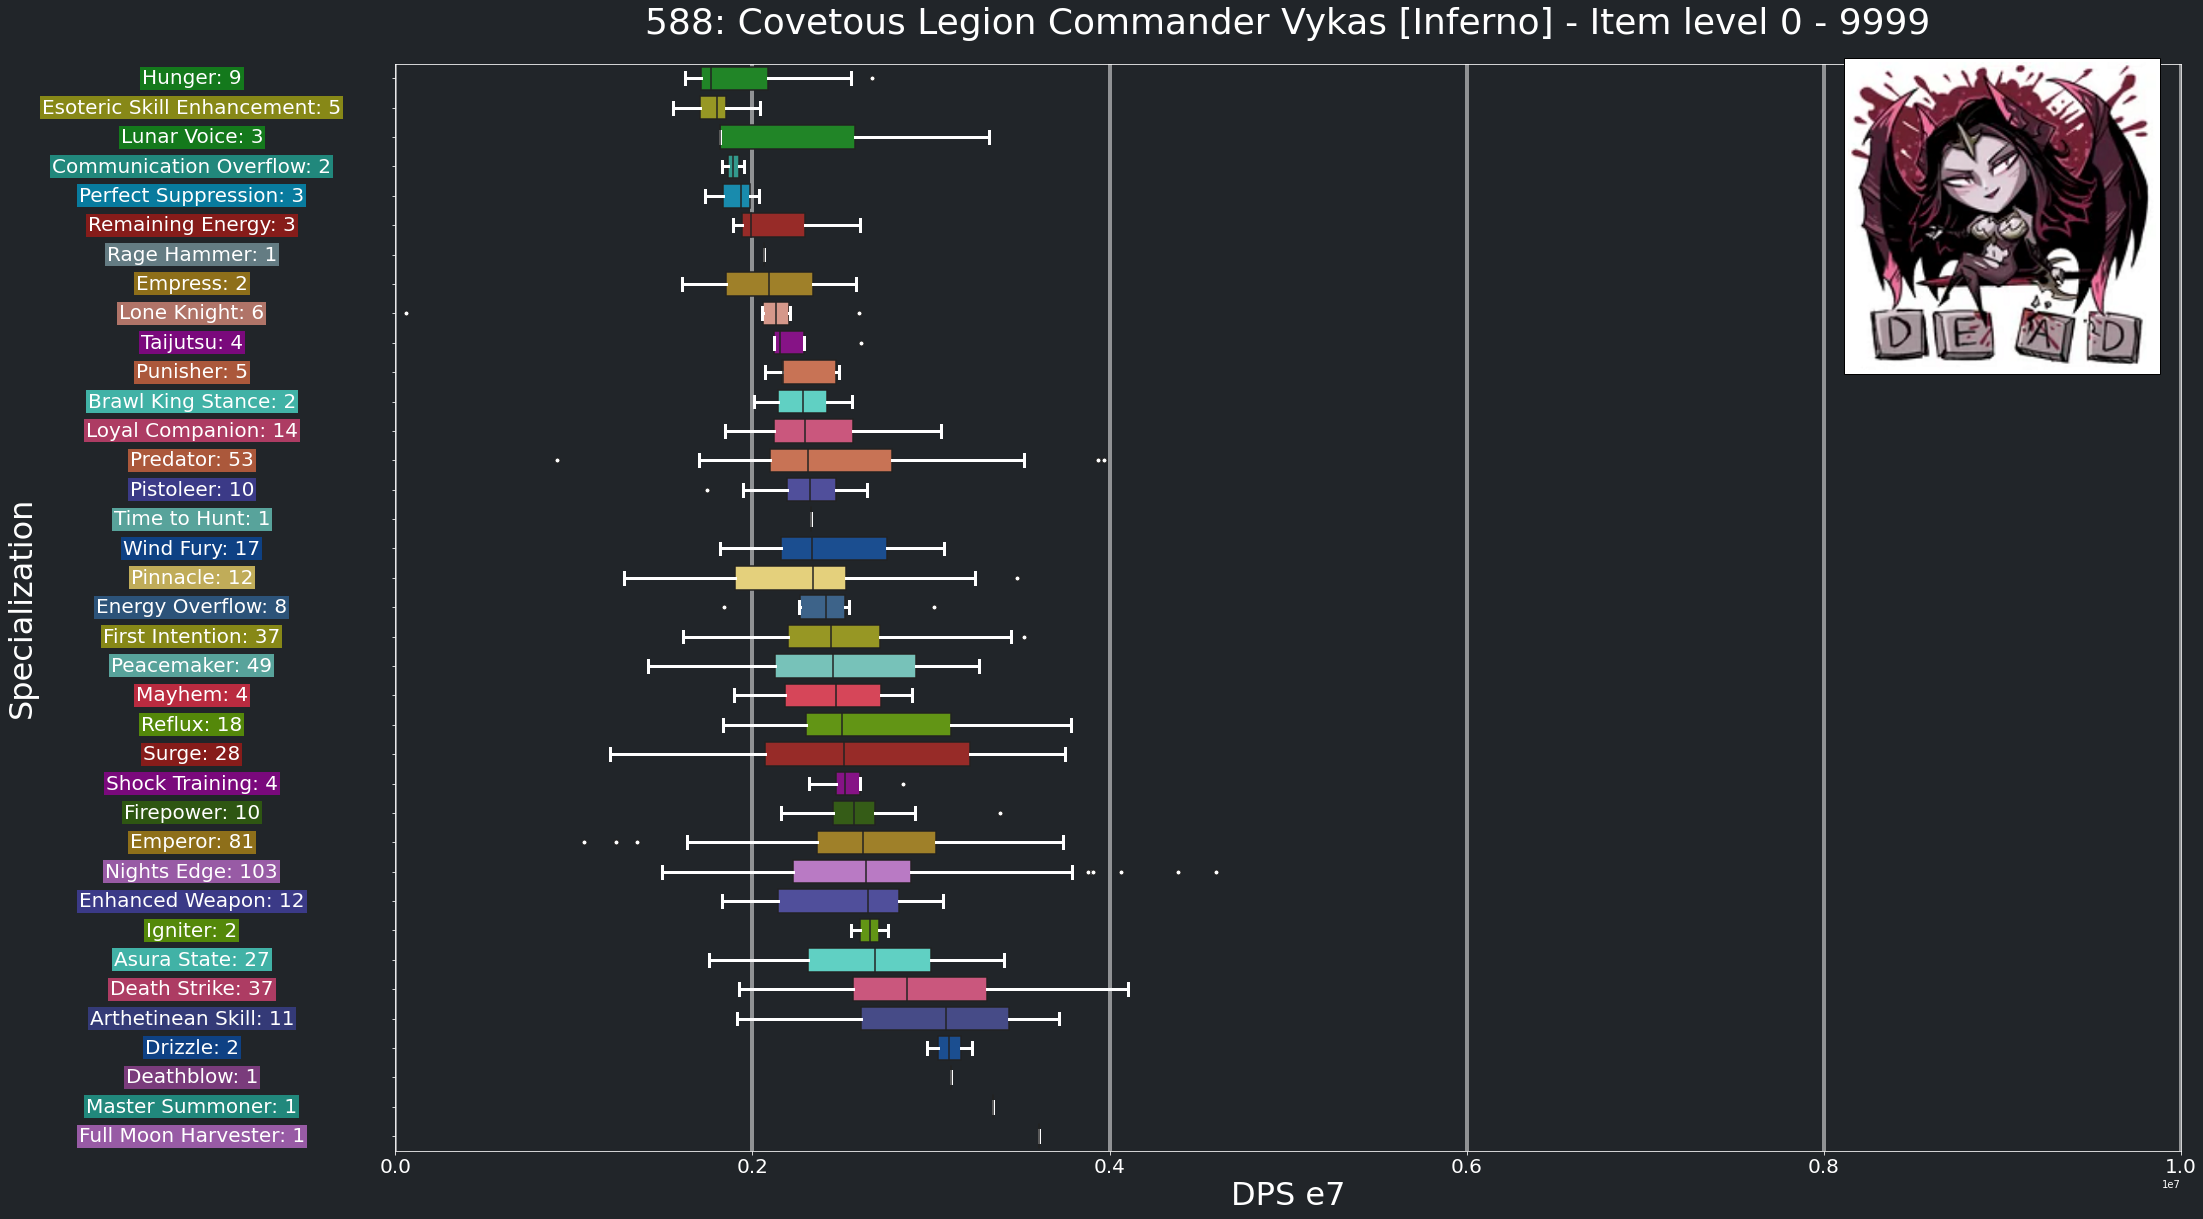 588: Covetous Legion Commander Vykas [Inferno] - Item level 0 - 9999
Specialization
Hunger: 9
Esoteric Skill Enhancement: 5
Lunar Voice: 3
Communication Overflow: 2
Perfect Suppression: 3
Remaining Energy: 3
Rage Hammer: 1
Empress: 2
Lone Knight: 6
Taijutsu: 4
Punisher: 5
Brawl King Stance: 2
Loyal Companion: 14
Predator: 53
Pistoleer: 10
Time to Hunt: 1
Wind Fury: 17
Pinnacle: 12
Energy Overflow: 8
First Intention: 37
Peacemaker: 49
Mayhem: 4
Reflux: 18
Surge: 28
Shock Training: 4
Firepower: 10
Emperor: 81
Nights Edge: 103
Enhanced Weapon: 12
Igniter: 2
Asura State: 27
Death Strike: 37
Arthetinean Skill: 11
Drizzle: 2
Deathblow: 1
Master Summoner: 1
Full Moon Harvester: 1
DEAD
0.0 0.2 0.4 0.6 0.8 1.0
1e7
DPS e7